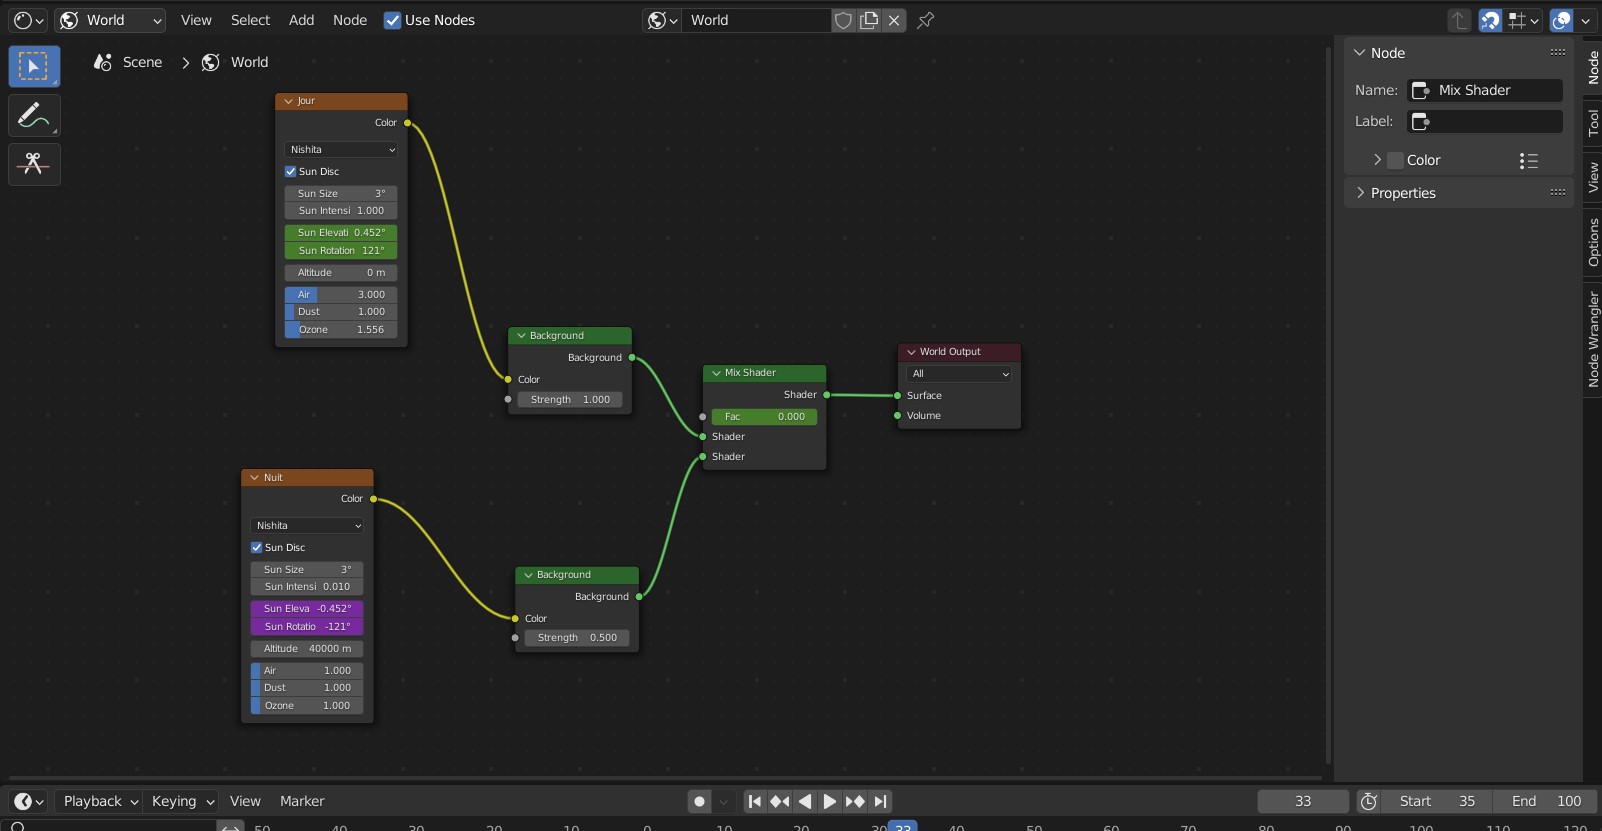 World View Select Add Node Use Nodes World
Scene > World
Jour
Color
Nishita
Sun Disc
Sun Size 3°
Sun Intensi 1.000
Sun Elevati 0.452°
Sun Rotation 121°
Altitude 0 m
Air 3.000
Dust 1.000
Ozone 1.556
Background
Background
Color
Strength 1.000
Mix Shader
Shader
Fac 0.000
Shader
Shader
World Output
All
Surface
Volume
Nuit
Color
Nishita
Sun Disc
Sun Size 3°
Sun Intensi 0.010
Sun Eleva -0.452°
Sun Rotatio -121°
Altitude 40000 m
Air 1.000
Dust 1.000
Ozone 1.000
Background
Background
Color
Strength 0.500
Node
Name: Mix Shader
Label:
Color
Properties
Node
Tool
View
Options
Node Wrangler
Playback Keying View Marker 33 Start 35 End 100
-50 -40 -30 -20 -10 0 10 20 30 33 40 50 60 70 80 90 100 110 120